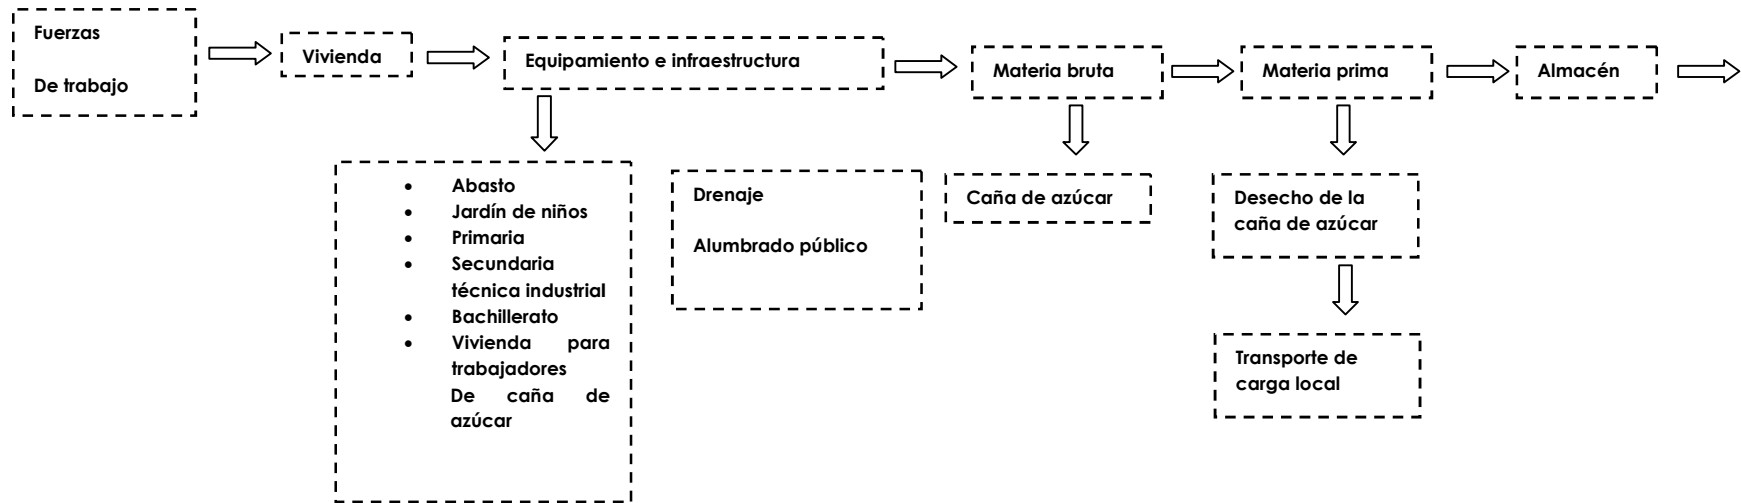 Fuerzas
De trabajo
Vivienda
Equipamiento e infraestructura
Materia bruta
Materia prima
Almacén
• Abasto
• Jardín de niños
• Primaria
• Secundaria
técnica industrial
• Bachillerato
• Vivienda para
trabajadores
De caña de
azúcar
Drenaje
Alumbrado público
Caña de azúcar
Desecho de la
caña de azúcar
Transporte de
carga local